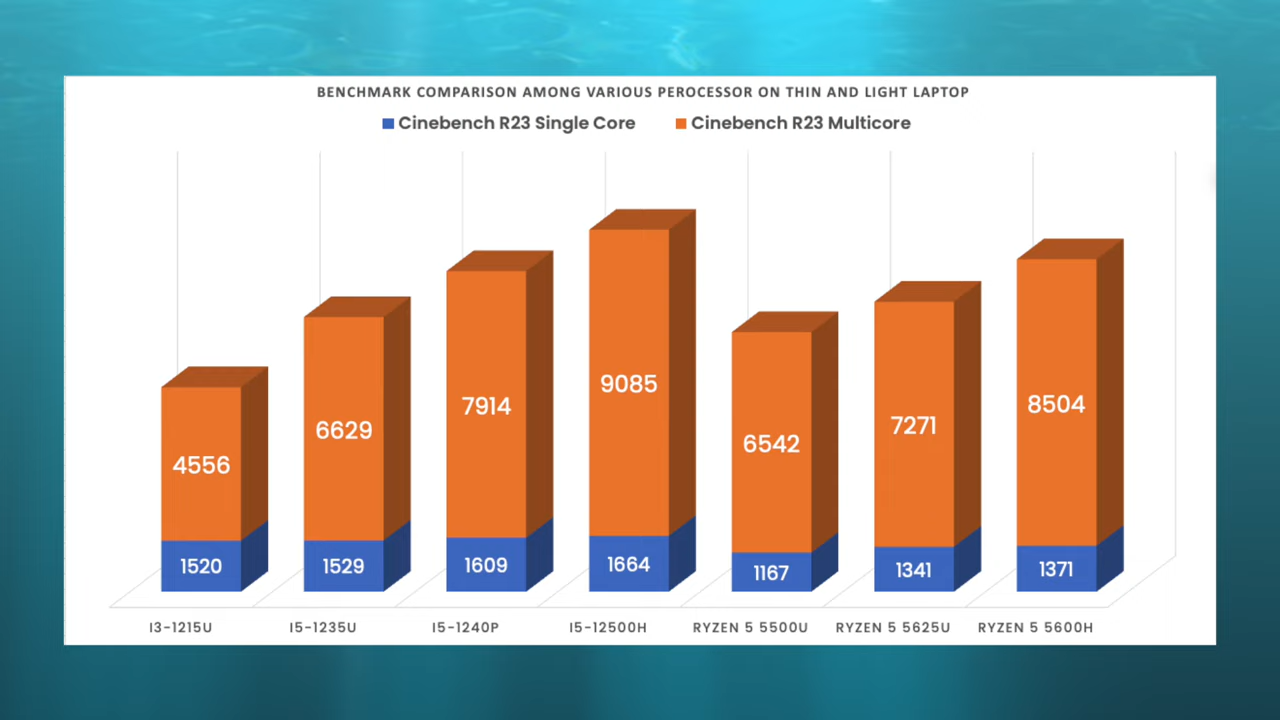 BENCHMARK COMPARISON AMONG VARIOUS PEROCESSOR ON THIN AND LIGHT LAPTOP
Cinebench R23 Single Core Cinebench R23 Multicore
4556 6629 7914 9085 6542 7271 8504
1520 1529 1609 1664 1167 1341 1371
I3-1215U I5-1235U I5-1240P I5-12500H RYZEN 5 5500U RYZEN 5 5625U RYZEN 5 5600H